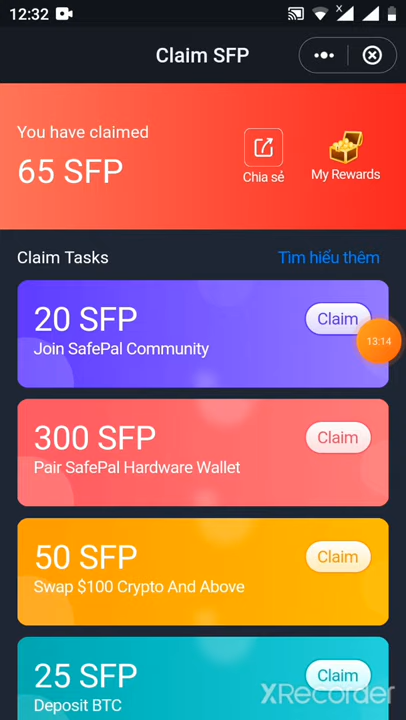 12:32
Claim SFP
You have claimed
65 SFP
Chia sẻ
My Rewards
Claim Tasks
Tìm hiểu thêm
20 SFP
Claim
Join SafePal Community
13:14
300 SFP
Claim
Pair SafePal Hardware Wallet
50 SFP
Claim
Swap $100 Crypto And Above
25 SFP
Claim
Deposit BTC
XRecorder